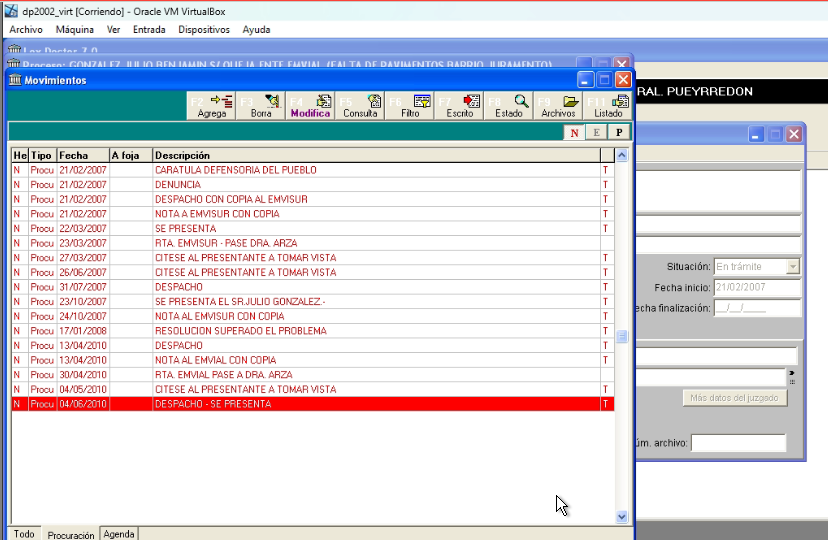 dp2002_virt [Corriendo] - Oracle VM VirtualBox
Archivo Máquina Ver Entrada Dispositivos Ayuda
Lex Doctor 7.0
Proceso: GONZALEZ JULIO BENJAMIN S/ QUEJA ENTE EMVIAL (FALTA DE PAVIMENTOS BARRIO JURAMENTO)
Movimientos
RAL. PUEYRREDON
F2 F3 F4 F5 F6 F7 F8 F9 F11
Agrega Borra Modifica Consulta Filtro Escrito Estado Archivos Listado
N E P
He Tipo Fecha A foja Descripción
N Procu 21/02/2007 CARATULA DEFENSORIA DEL PUEBLO T
N Procu 21/02/2007 DENUNCIA T
N Procu 21/02/2007 DESPACHO CON COPIA AL EMVISUR T
N Procu 21/02/2007 NOTA A EMVISUR CON COPIA T
N Procu 22/03/2007 SE PRESENTA T
N Procu 23/03/2007 RTA. EMVISUR - PASE DRA. ARZA
N Procu 27/03/2007 CITESE AL PRESENTANTE A TOMAR VISTA T
N Procu 26/06/2007 CITESE AL PRESENTANTE A TOMAR VISTA T
N Procu 31/07/2007 DESPACHO T
N Procu 23/10/2007 SE PRESENTA EL SR.JULIO GONZALEZ.- T
N Procu 24/10/2007 NOTA AL EMVISUR CON COPIA T
N Procu 17/01/2008 RESOLUCION SUPERADO EL PROBLEMA T
N Procu 13/04/2010 DESPACHO T
N Procu 13/04/2010 NOTA AL EMVIAL CON COPIA T
N Procu 30/04/2010 RTA. EMVIAL PASE A DRA. ARZA
N Procu 04/05/2010 CITESE AL PRESENTANTE A TOMAR VISTA T
N Procu 04/06/2010 DESPACHO - SE PRESENTA T
Todo Procuración Agenda
Situación: En trámite
Fecha inicio: 21/02/2007
echa finalización: __/__/____
Más datos del juzgado
úm. archivo: